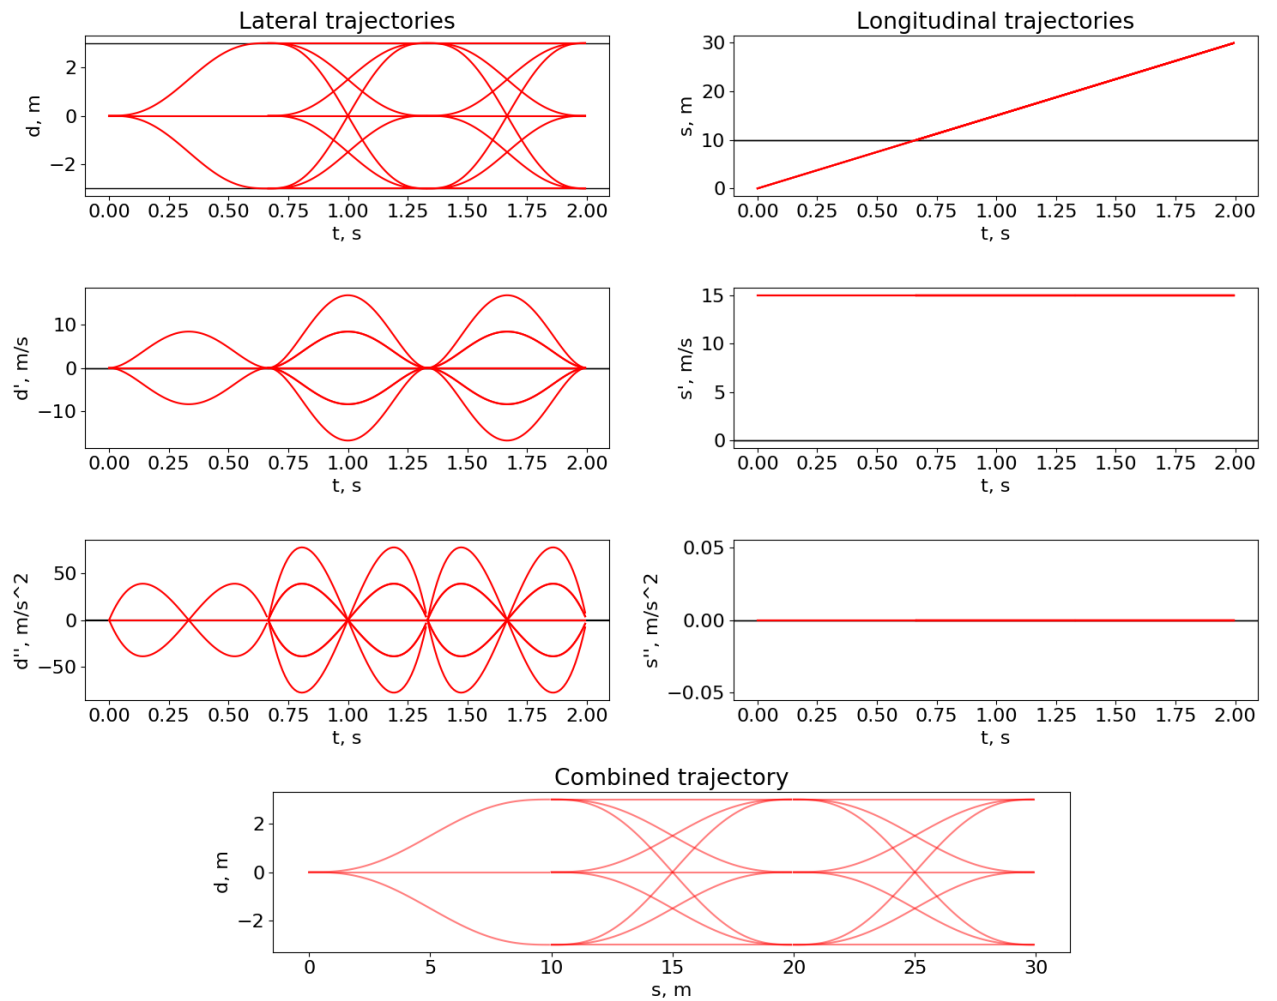 Lateral trajectories
d, m
2
0
−2
0.00 0.25 0.50 0.75 1.00 1.25 1.50 1.75 2.00
t, s
Longitudinal trajectories
s, m
30
20
10
0
0.00 0.25 0.50 0.75 1.00 1.25 1.50 1.75 2.00
t, s
d', m/s
10
0
−10
0.00 0.25 0.50 0.75 1.00 1.25 1.50 1.75 2.00
t, s
s', m/s
15
10
5
0
0.00 0.25 0.50 0.75 1.00 1.25 1.50 1.75 2.00
t, s
d'', m/s^2
50
0
−50
0.00 0.25 0.50 0.75 1.00 1.25 1.50 1.75 2.00
t, s
s'', m/s^2
0.05
0.00
−0.05
0.00 0.25 0.50 0.75 1.00 1.25 1.50 1.75 2.00
t, s
Combined trajectory
d, m
2
0
−2
0 5 10 15 20 25 30
s, m